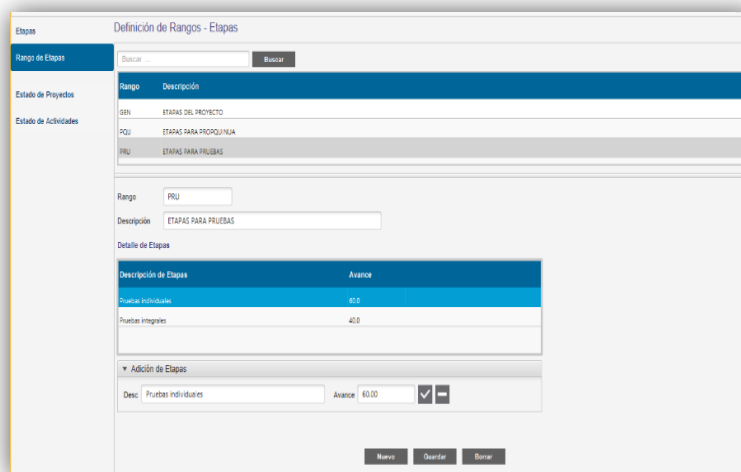 Etapas
Rango de Etapas
Estado de Proyectos
Estado de Actividades
Definición de Rangos - Etapas
Buscar ...
Buscar
Rango Descripción
GEN ETAPAS DEL PROYECTO
PQU ETAPAS PARA PROPQUINUA
PRU ETAPAS PARA PRUEBAS
Rango PRU
Descripción ETAPAS PARA PRUEBAS
Detalle de Etapas
Descripción de Etapas Avance
Pruebas individuales 60.0
Pruebas integrales 40.0
▼ Adición de Etapas
Desc Pruebas individuales Avance 60.00
Nuevo Guardar Borrar